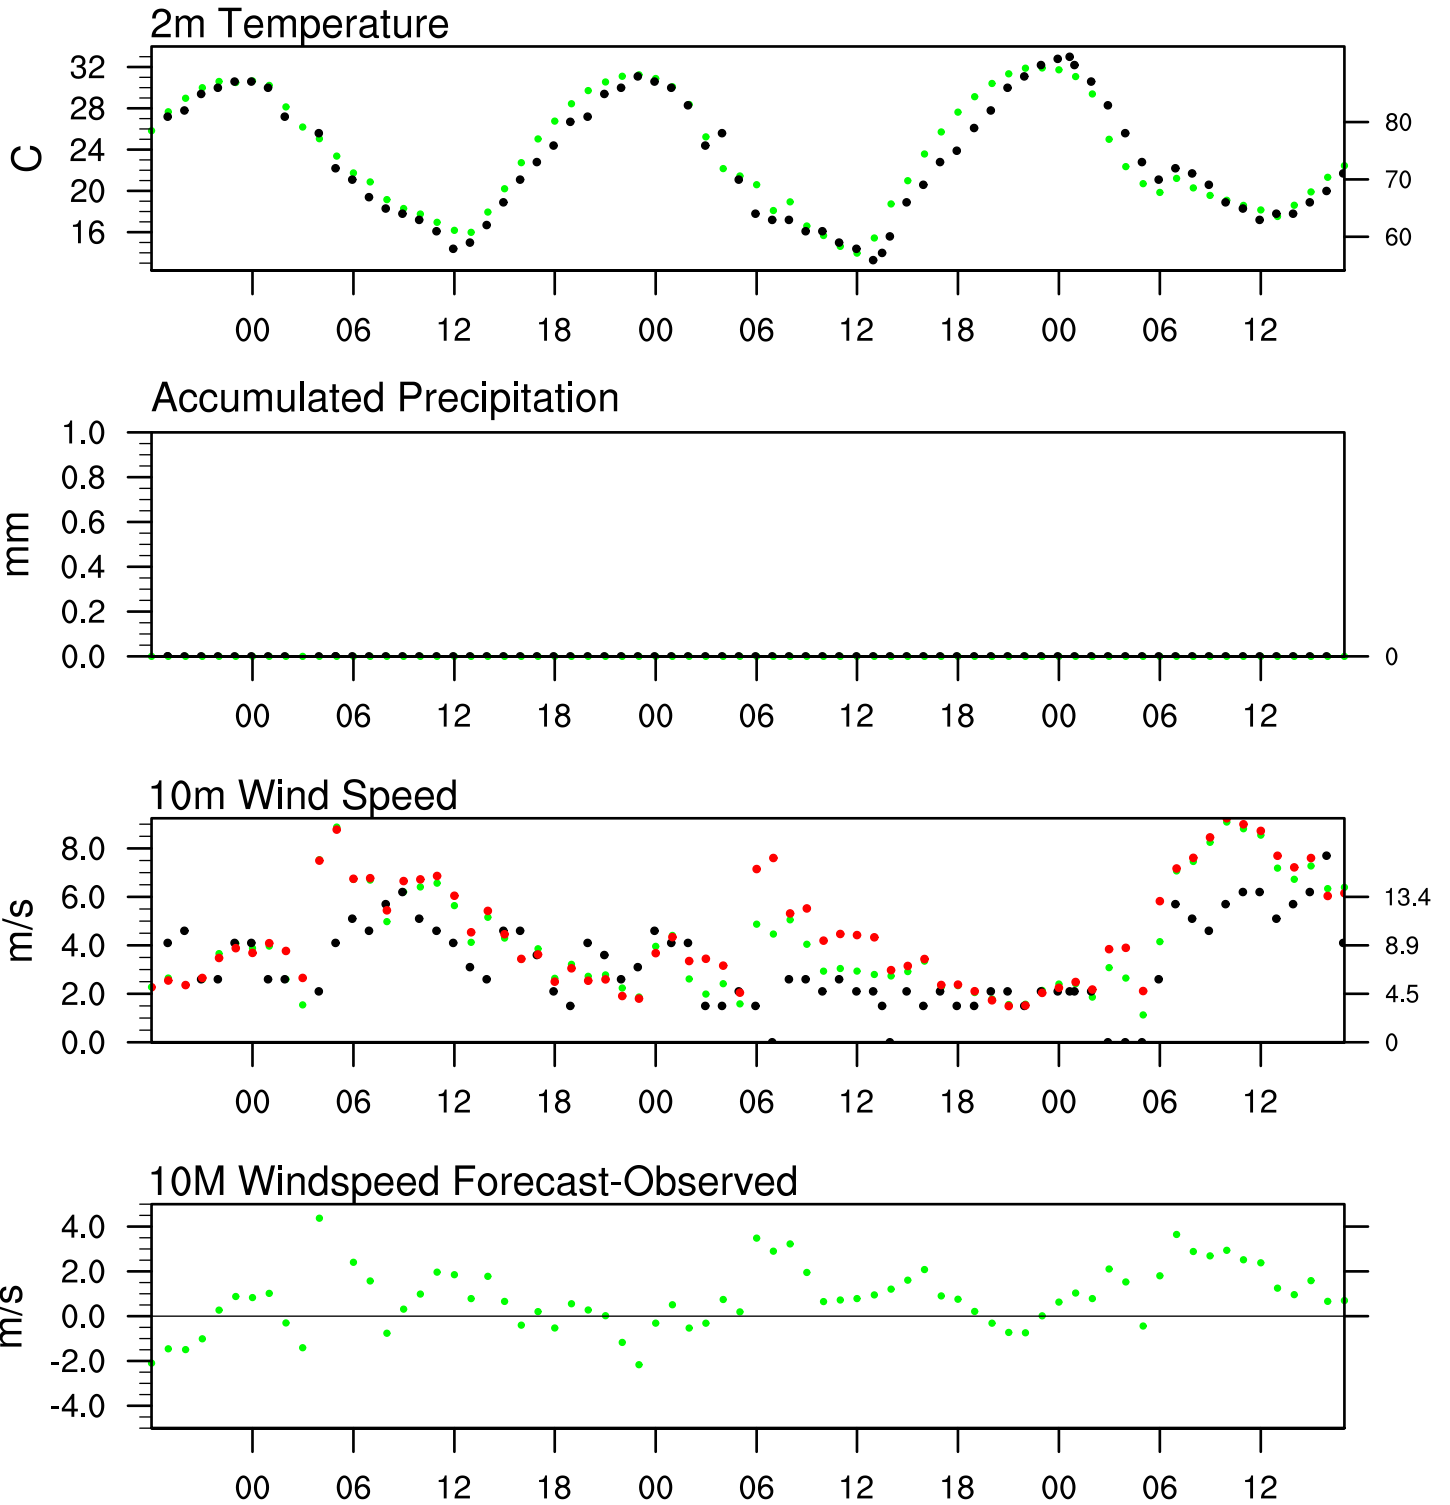 2m Temperature
32
28
24
20
16
C
80
70
60
00 06 12 18 00 06 12 18 00 06 12
Accumulated Precipitation
1.0
0.8
0.6
0.4
0.2
0.0
mm
0
00 06 12 18 00 06 12 18 00 06 12
10m Wind Speed
8.0
6.0
4.0
2.0
0.0
m/s
13.4
8.9
4.5
0
00 06 12 18 00 06 12 18 00 06 12
10M Windspeed Forecast-Observed
4.0
2.0
0.0
-2.0
-4.0
m/s
00 06 12 18 00 06 12 18 00 06 12